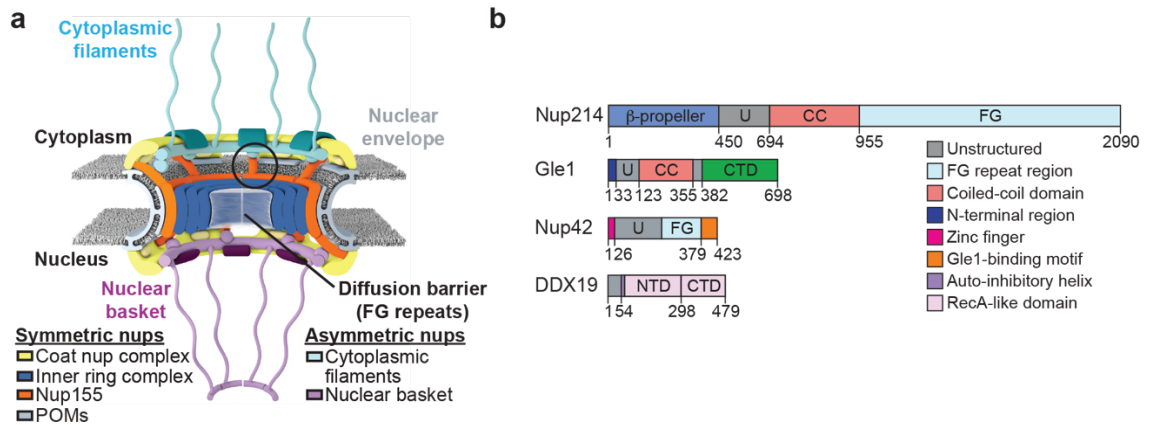 a
Cytoplasmic
filaments
Nuclear
envelope
Cytoplasm
Nucleus
Nuclear
basket
Diffusion barrier
(FG repeats)
Symmetric nups
Coat nup complex
Inner ring complex
Nup155
POMs
Asymmetric nups
Cytoplasmic
filaments
Nuclear basket
b
Nup214
β-propeller U CC FG
1 450 694 955 2090
Gle1
U CC CTD
1 33 123 355 382 698
Nup42
U FG
1 26 379 423
DDX19
NTD CTD
1 54 298 479
Unstructured
FG repeat region
Coiled-coil domain
N-terminal region
Zinc finger
Gle1-binding motif
Auto-inhibitory helix
RecA-like domain